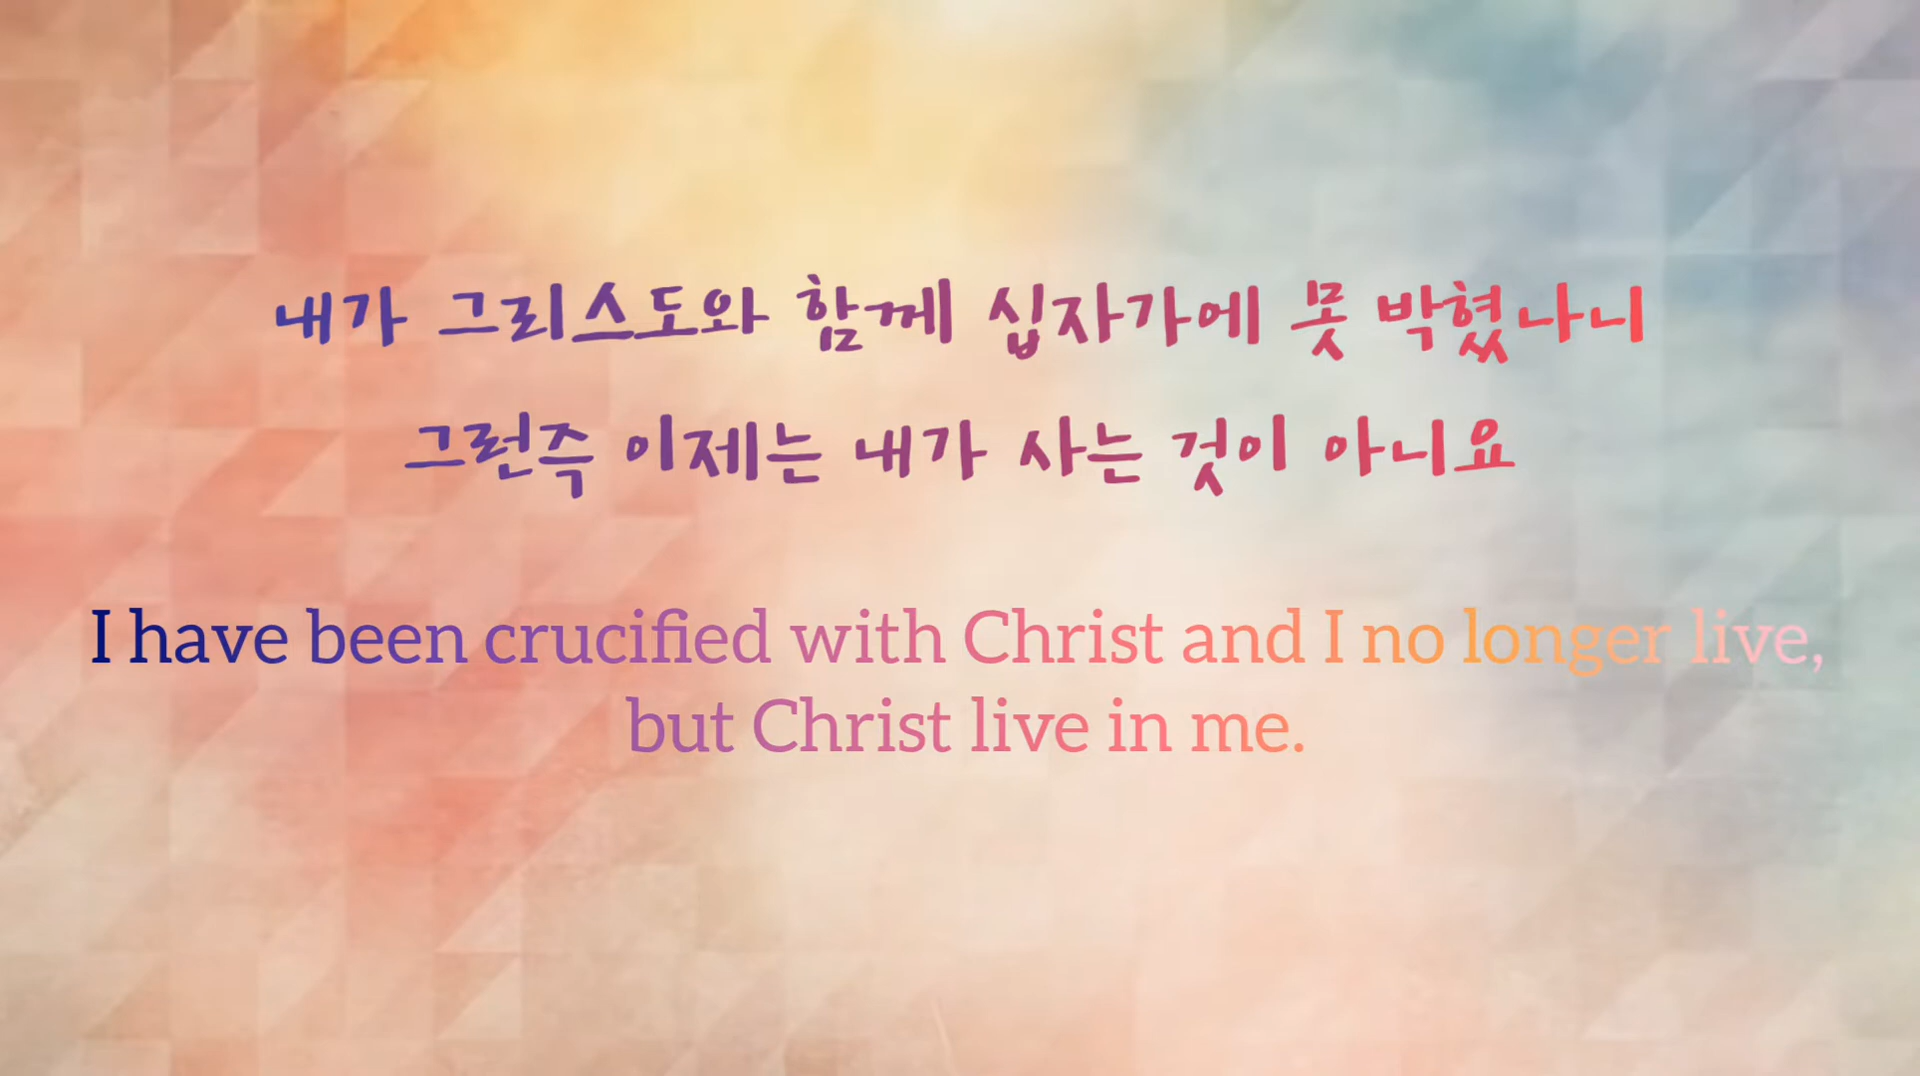 내가 그리스도와 함께 십자가에 못 박혔나니
그런즉 이제는 내가 사는 것이 아니요
I have been crucified with Christ and I no longer live,
but Christ live in me.